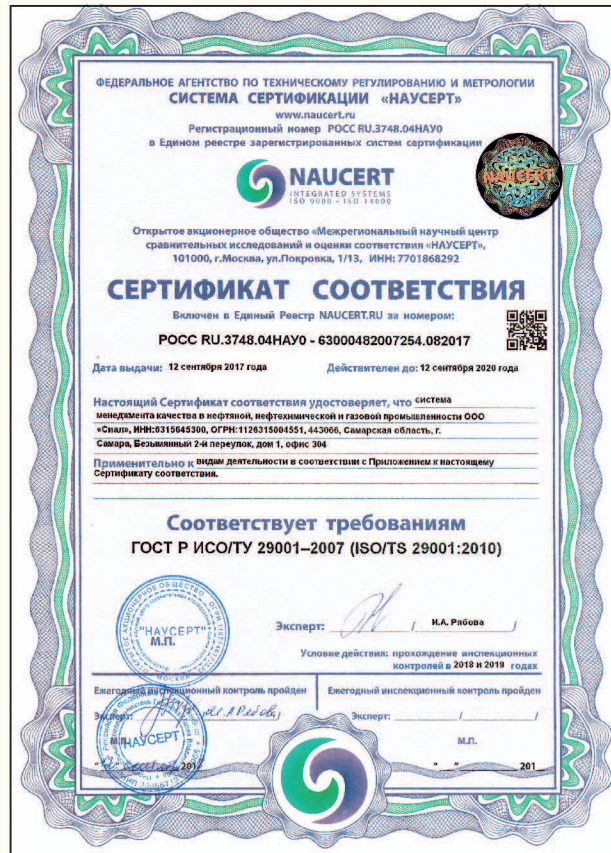 ФЕДЕРАЛЬНОЕ АГЕНТСТВО ПО ТЕХНИЧЕСКОМУ РЕГУЛИРОВАНИЮ И МЕТРОЛОГИИ
СИСТЕМА СЕРТИФИКАЦИИ «НАУСЕРТ»
www.naucert.ru
Регистрационный номер РОСС RU.3748.04НАУ0
в Едином реестре зарегистрированных систем сертификации
NAUCERT
INTEGRATED SYSTEMS
ISO 9000 - ISO 14000
NAUCERT
Открытое акционерное общество «Межрегиональный научный центр
сравнительных исследований и оценки соответствия «НАУСЕРТ»,
101000, г.Москва, ул.Покровка, 1/13, ИНН: 7701868292
СЕРТИФИКАТ СООТВЕТСТВИЯ
Включен в Единый Реестр NAUCERT.RU за номером:
РОСС RU.3748.04НАУ0 - 63000482007254.082017
Дата выдачи: 12 сентября 2017 года Действителен до: 12 сентября 2020 года
Настоящий Сертификат соответствия удостоверяет, что система
менеджмента качества в нефтяной, нефтехимической и газовой промышленности ООО
«Сиал», ИНН:6315645300, ОГРН:1126315004551, 443066, Самарская область, г.
Самара, Безымянный 2-й переулок, дом 1, офис 304
Применительно к видам деятельности в соответствии с Приложением к настоящему
Сертификату соответствия.
Соответствует требованиям
ГОСТ Р ИСО/ТУ 29001–2007 (ISO/TS 29001:2010)
"НАУСЕРТ"
М.П.
Эксперт: / И.А. Рябова /
Условие действия: прохождение инспекционных
контролей в 2018 и 2019 годах
Ежегодный инспекционный контроль пройден
Эксперт:
М.П.
НАУСЕРТ
201
Ежегодный инспекционный контроль пройден
Эксперт: / /
М.П.
" " 201